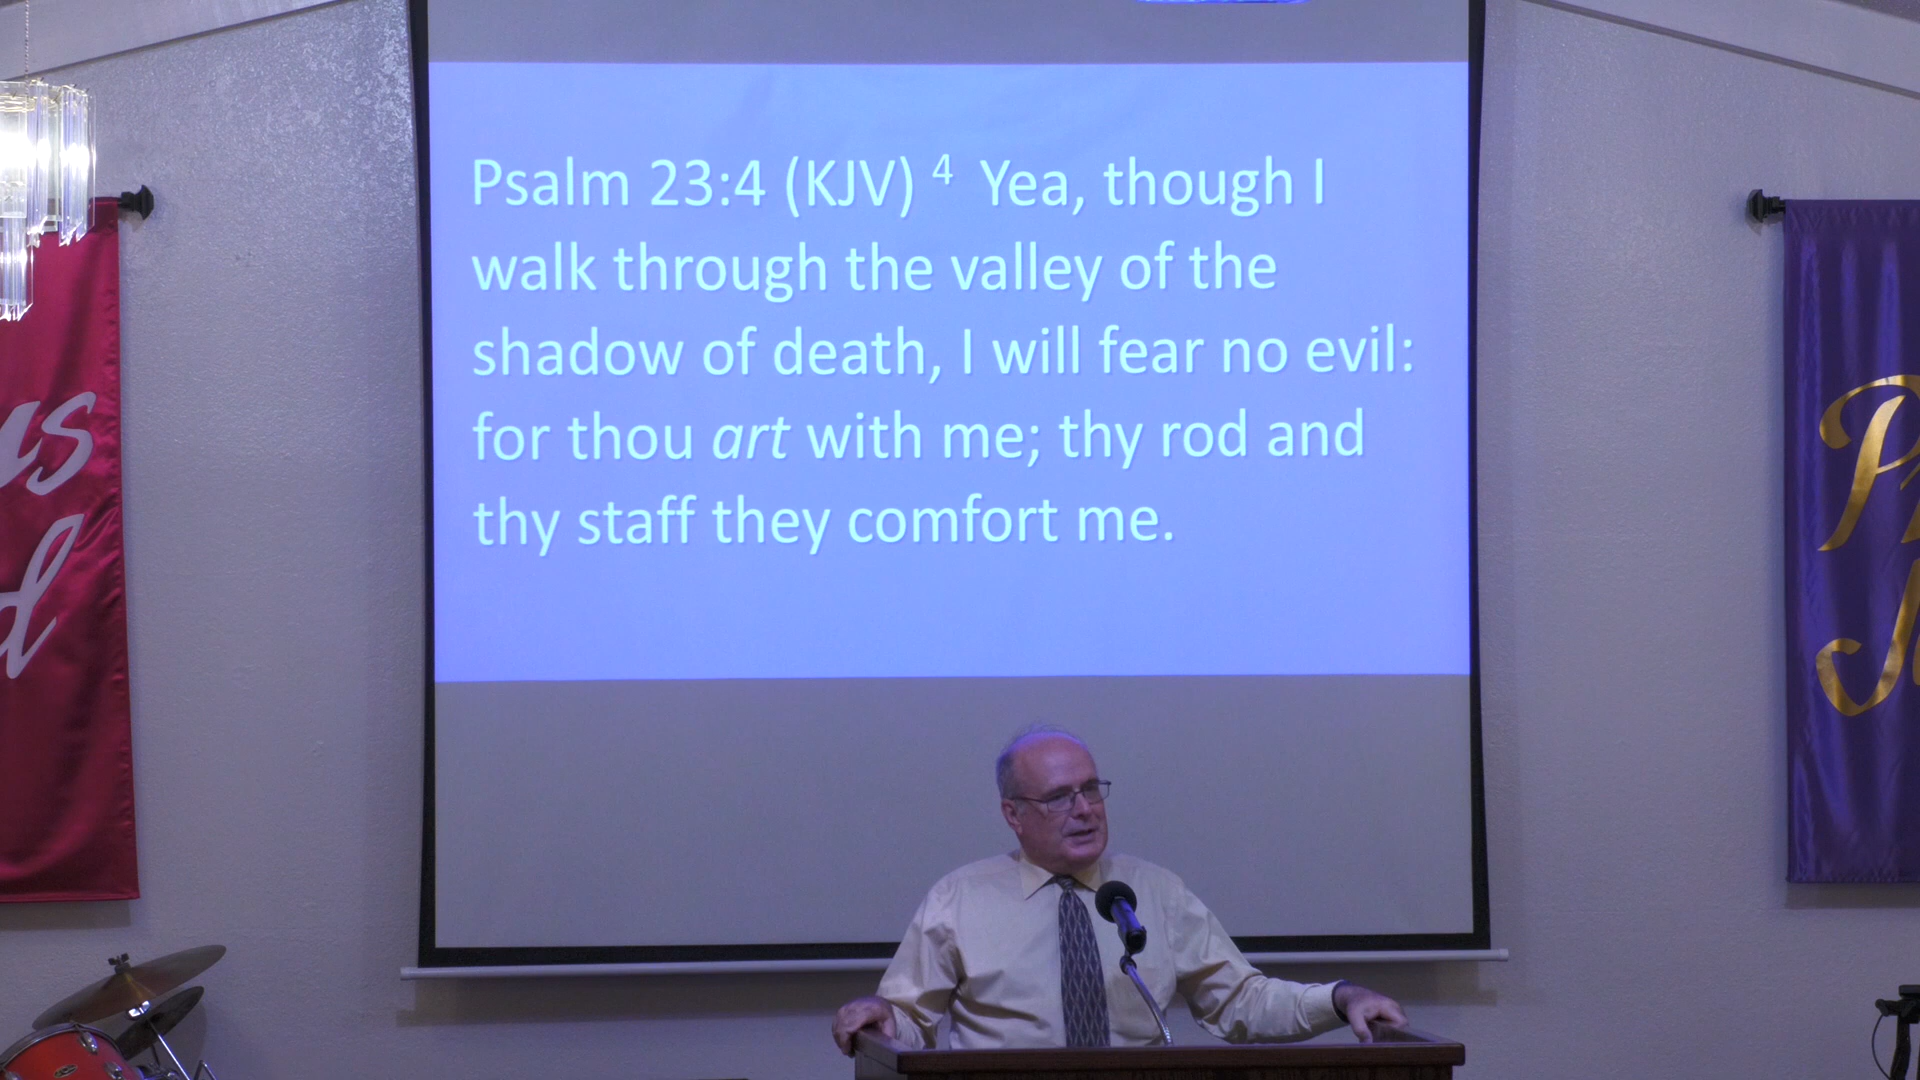 Psalm 23:4 (KJV) 4 Yea, though I
walk through the valley of the
shadow of death, I will fear no evil:
for thou art with me; thy rod and
thy staff they comfort me.